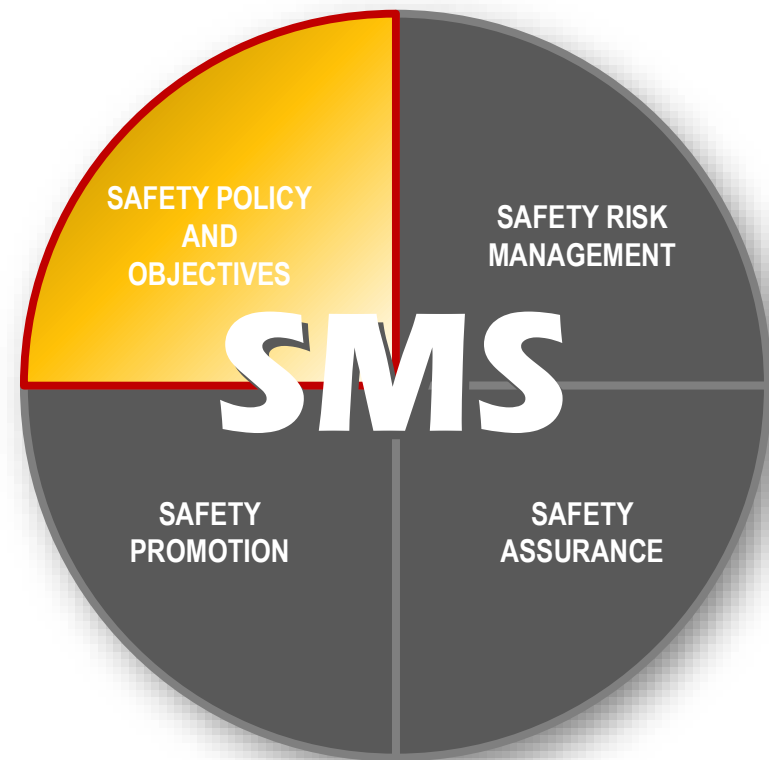 SAFETY POLICY
AND
OBJECTIVES
SAFETY RISK
MANAGEMENT
SMS
SAFETY
PROMOTION
SAFETY
ASSURANCE